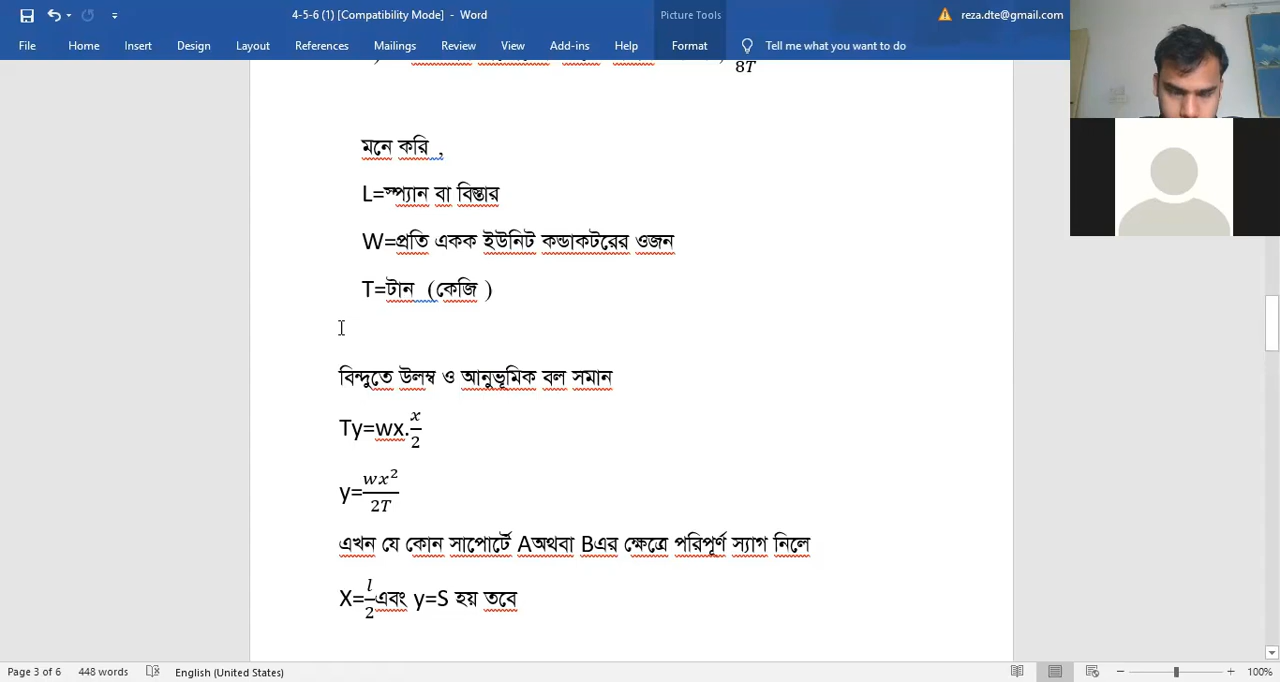 4-5-6 (1) [Compatibility Mode] - Word
Picture Tools
reza.dte@gmail.com
File Home Insert Design Layout References Mailings Review View Add-ins Help Format Tell me what you want to do
8T
মনে করি ,
L=স্প্যান বা বিস্তার
W=প্রতি একক ইউনিট কন্ডাকটরের ওজন
T=টান (কেজি )
বিন্দুতে উলম্ব ও আনুভূমিক বল সমান
Ty=wx.x/2
y=wx²/2T
এখন যে কোন সাপোর্টে Aঅথবা Bএর ক্ষেত্রে পরিপূর্ণ স্যাগ নিলে
X=l/2এবং y=S হয় তবে
Page 3 of 6 448 words English (United States) 100%